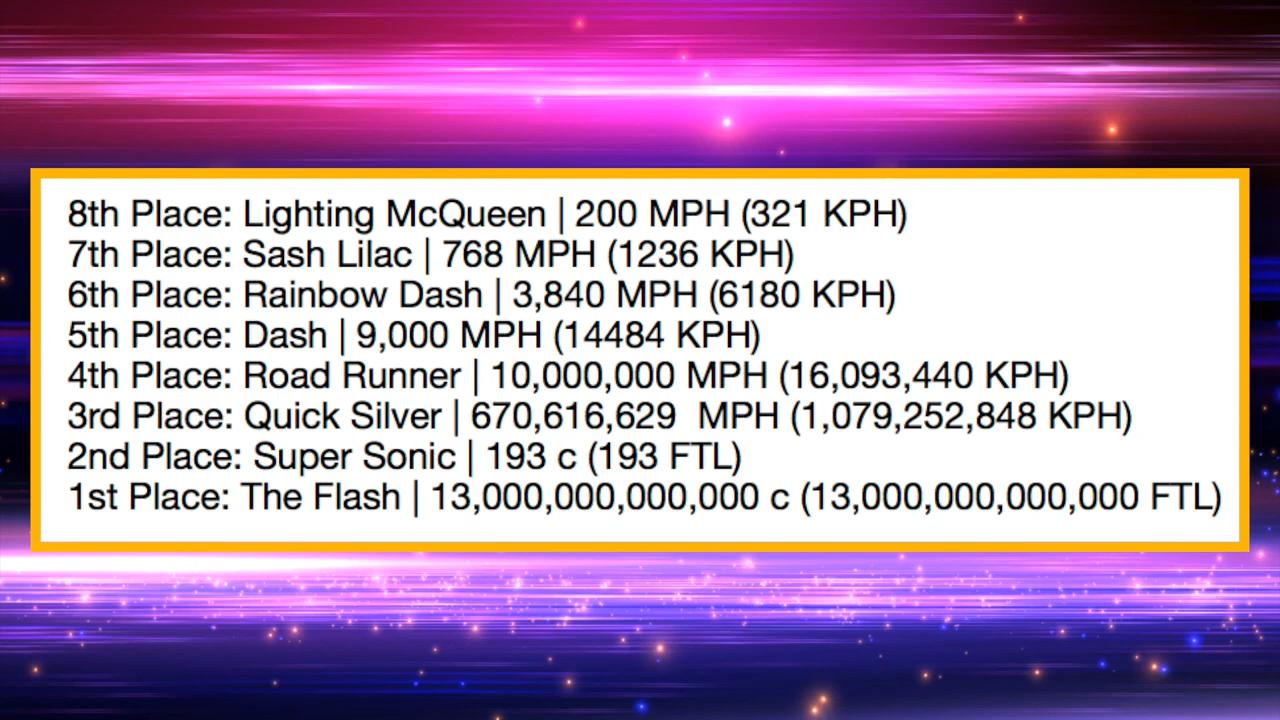 8th Place: Lighting McQueen | 200 MPH (321 KPH)
7th Place: Sash Lilac | 768 MPH (1236 KPH)
6th Place: Rainbow Dash | 3,840 MPH (6180 KPH)
5th Place: Dash | 9,000 MPH (14484 KPH)
4th Place: Road Runner | 10,000,000 MPH (16,093,440 KPH)
3rd Place: Quick Silver | 670,616,629  MPH (1,079,252,848 KPH)
2nd Place: Super Sonic | 193 c (193 FTL)
1st Place: The Flash | 13,000,000,000,000 c (13,000,000,000,000 FTL)